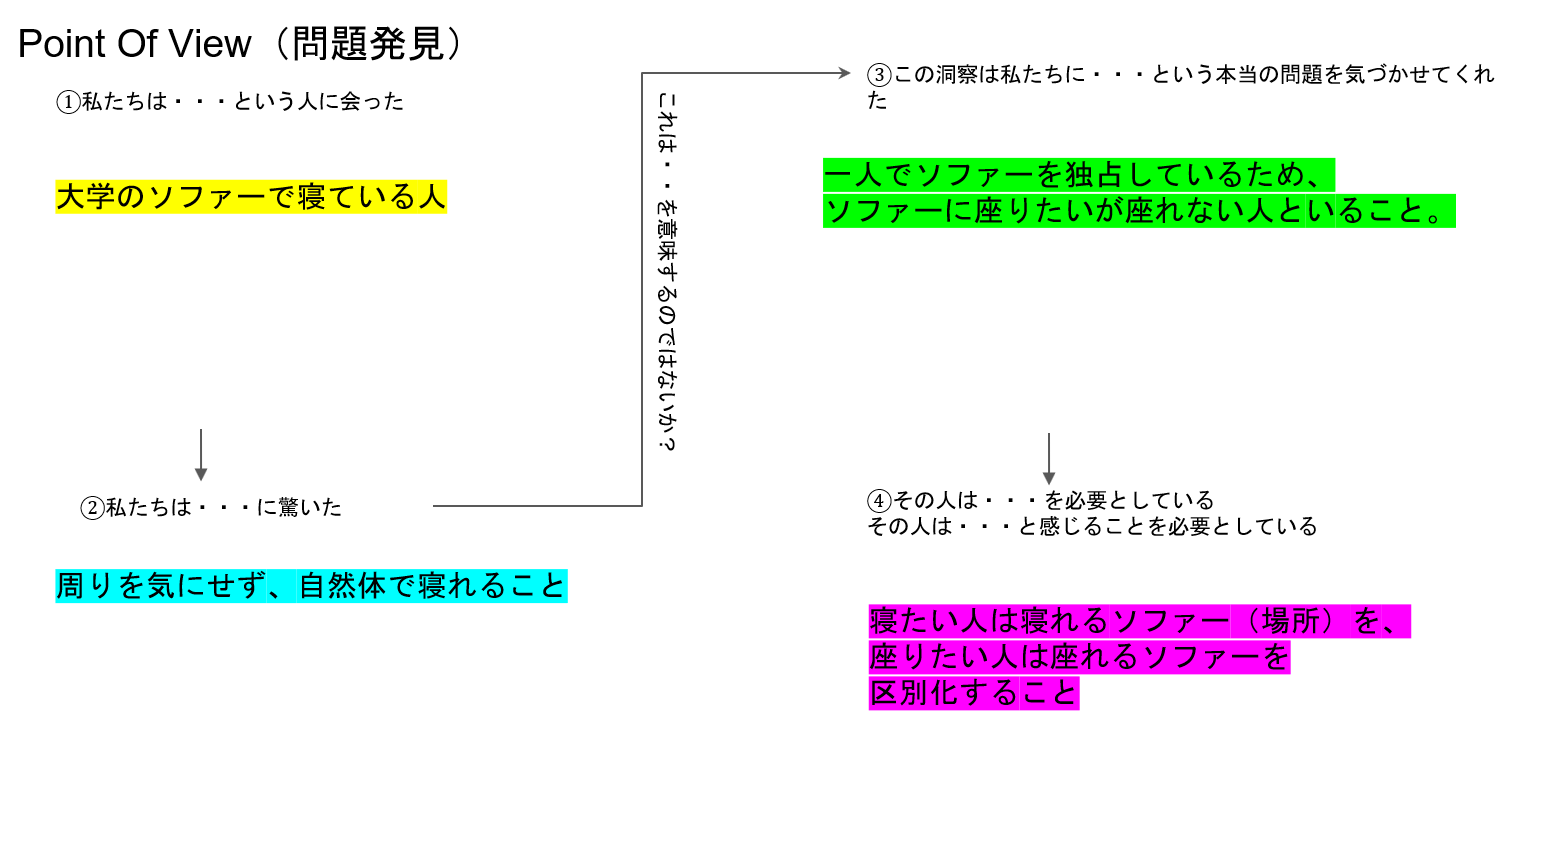 Point Of View（問題発見）
①私たちは・・・という人に会った
大学のソファーで寝ている人
②私たちは・・・に驚いた
周りを気にせず、自然体で寝れること
これは・・を意味するのではないか？
③この洞察は私たちに・・・という本当の問題を気づかせてくれ
た
一人でソファーを独占しているため、
ソファーに座りたいが座れない人といること。
④その人は・・・を必要としている
その人は・・・と感じることを必要としている
寝たい人は寝れるソファー（場所）を、
座りたい人は座れるソファーを
区別化すること